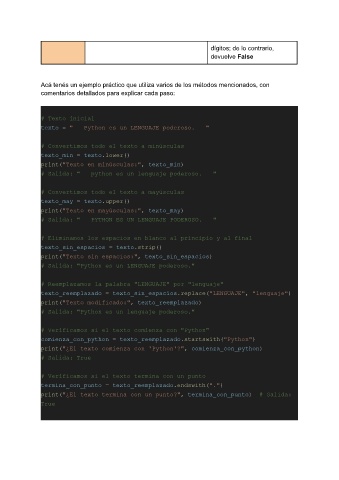 dígitos; de lo contrario,
devuelve False
Acá tenés un ejemplo práctico que utiliza varios de los métodos mencionados, con
comentarios detallados para explicar cada paso:
# Texto inicial
texto = "   Python es un LENGUAJE poderoso.   "
# Convertimos todo el texto a minúsculas
texto_min = texto.lower()
print("Texto en minúsculas:", texto_min)
# Salida: "   python es un lenguaje poderoso.   "
# Convertimos todo el texto a mayúsculas
texto_may = texto.upper()
print("Texto en mayúsculas:", texto_may)
# Salida: "   PYTHON ES UN LENGUAJE PODEROSO.   "
# Eliminamos los espacios en blanco al principio y al final
texto_sin_espacios = texto.strip()
print("Texto sin espacios:", texto_sin_espacios)
# Salida: "Python es un LENGUAJE poderoso."
# Reemplazamos la palabra "LENGUAJE" por "lenguaje"
texto_reemplazado = texto_sin_espacios.replace("LENGUAJE", "lenguaje")
print("Texto modificado:", texto_reemplazado)
# Salida: "Python es un lenguaje poderoso."
# Verificamos si el texto comienza con "Python"
comienza_con_python = texto_reemplazado.startswith("Python")
print("¿El texto comienza con 'Python'?", comienza_con_python)
# Salida: True
# Verificamos si el texto termina con un punto
termina_con_punto = texto_reemplazado.endswith(".")
print("¿El texto termina con un punto?", termina_con_punto)  # Salida:
True